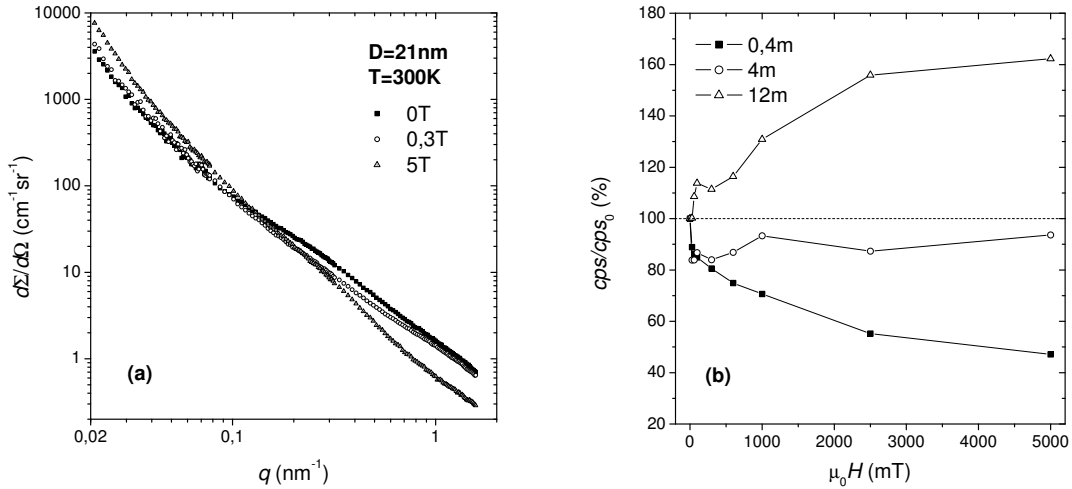 10000
1000
100
10
1
0,02
0,1
1
dΣ/dΩ (cm⁻¹ sr⁻¹)
q (nm⁻¹)
D=21nm
T=300K
0T
0,3T
5T
(a)
180
160
140
120
100
80
60
40
20
0
1000
2000
3000
4000
5000
cps/cps₀ (%)
μ₀H (mT)
0,4m
4m
12m
(b)